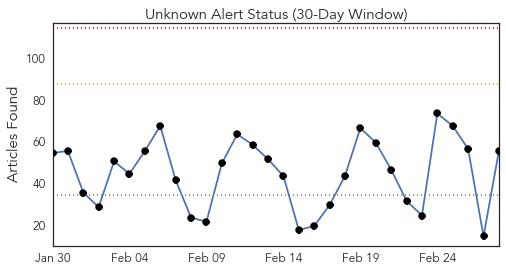 Unknown Alert Status (30-Day Window)
Articles Found
100
80
60
40
20
Jan 30 Feb 04 Feb 09 Feb 14 Feb 19 Feb 24